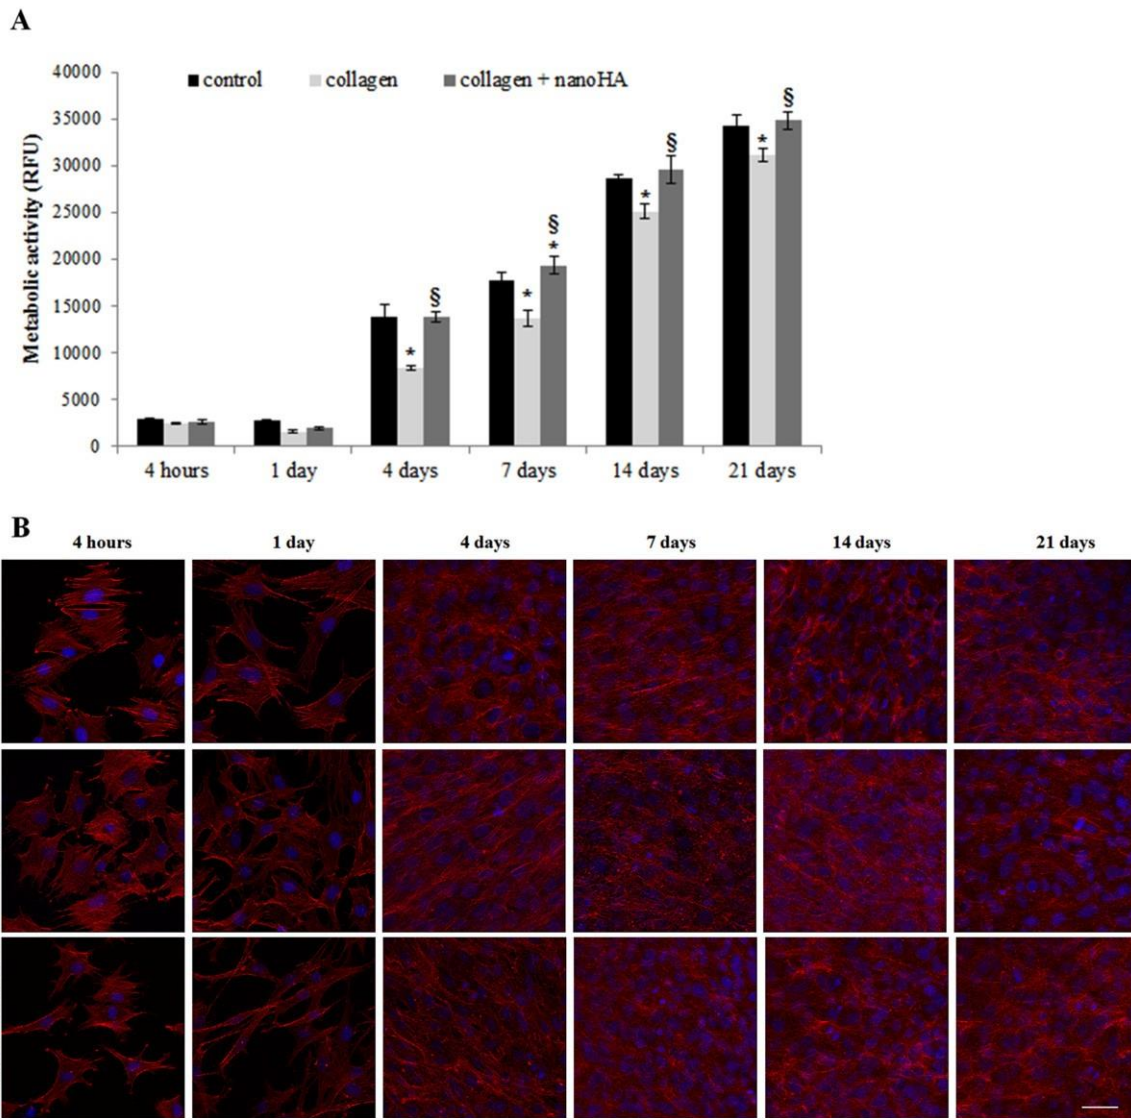 A
40000
control collagen collagen + nanoHA
35000
§
§ *
30000
*
25000
§
20000
*
*
15000
§
*
10000
5000
0
Metabolic activity (RFU)
4 hours 1 day 4 days 7 days 14 days 21 days
B
4 hours 1 day 4 days 7 days 14 days 21 days